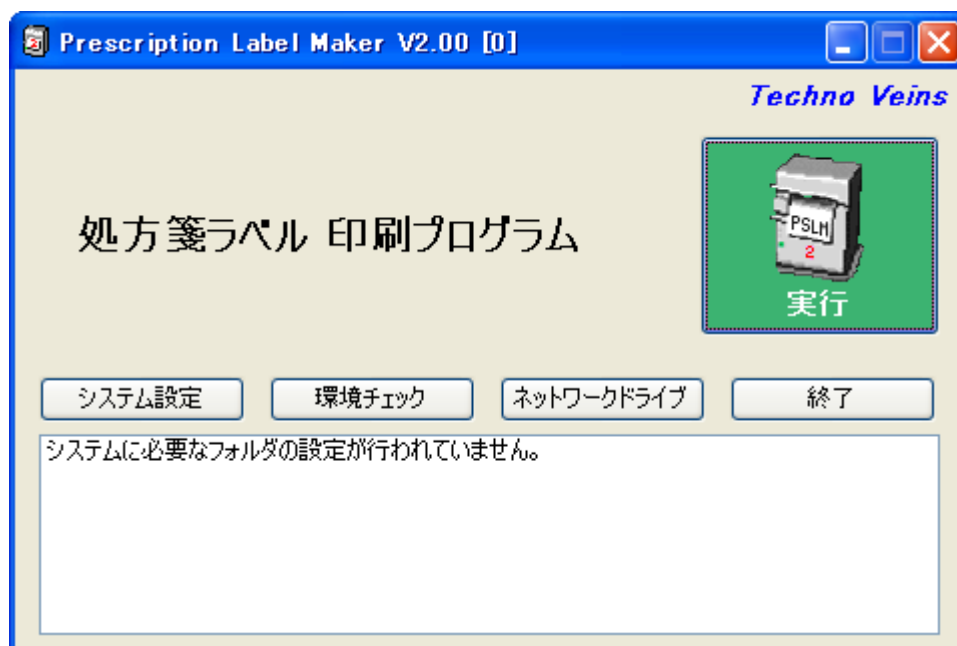 Prescription Label Maker V2.00 [0]
Techno Veins
処方箋ラベル 印刷プログラム
PSLM
2
実行
システム設定 環境チェック ネットワークドライブ 終了
システムに必要なフォルダの設定が行われていません。